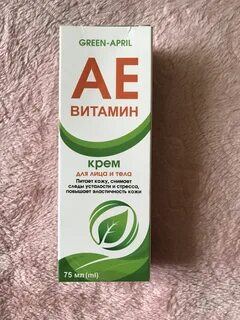 GREEN-APRIL
АЕ
ВИТАМИН
крем
для лица и тела
Питает кожу, снимает
следы усталости и стресса,
повышает эластичность кожи
75 мл (ml)